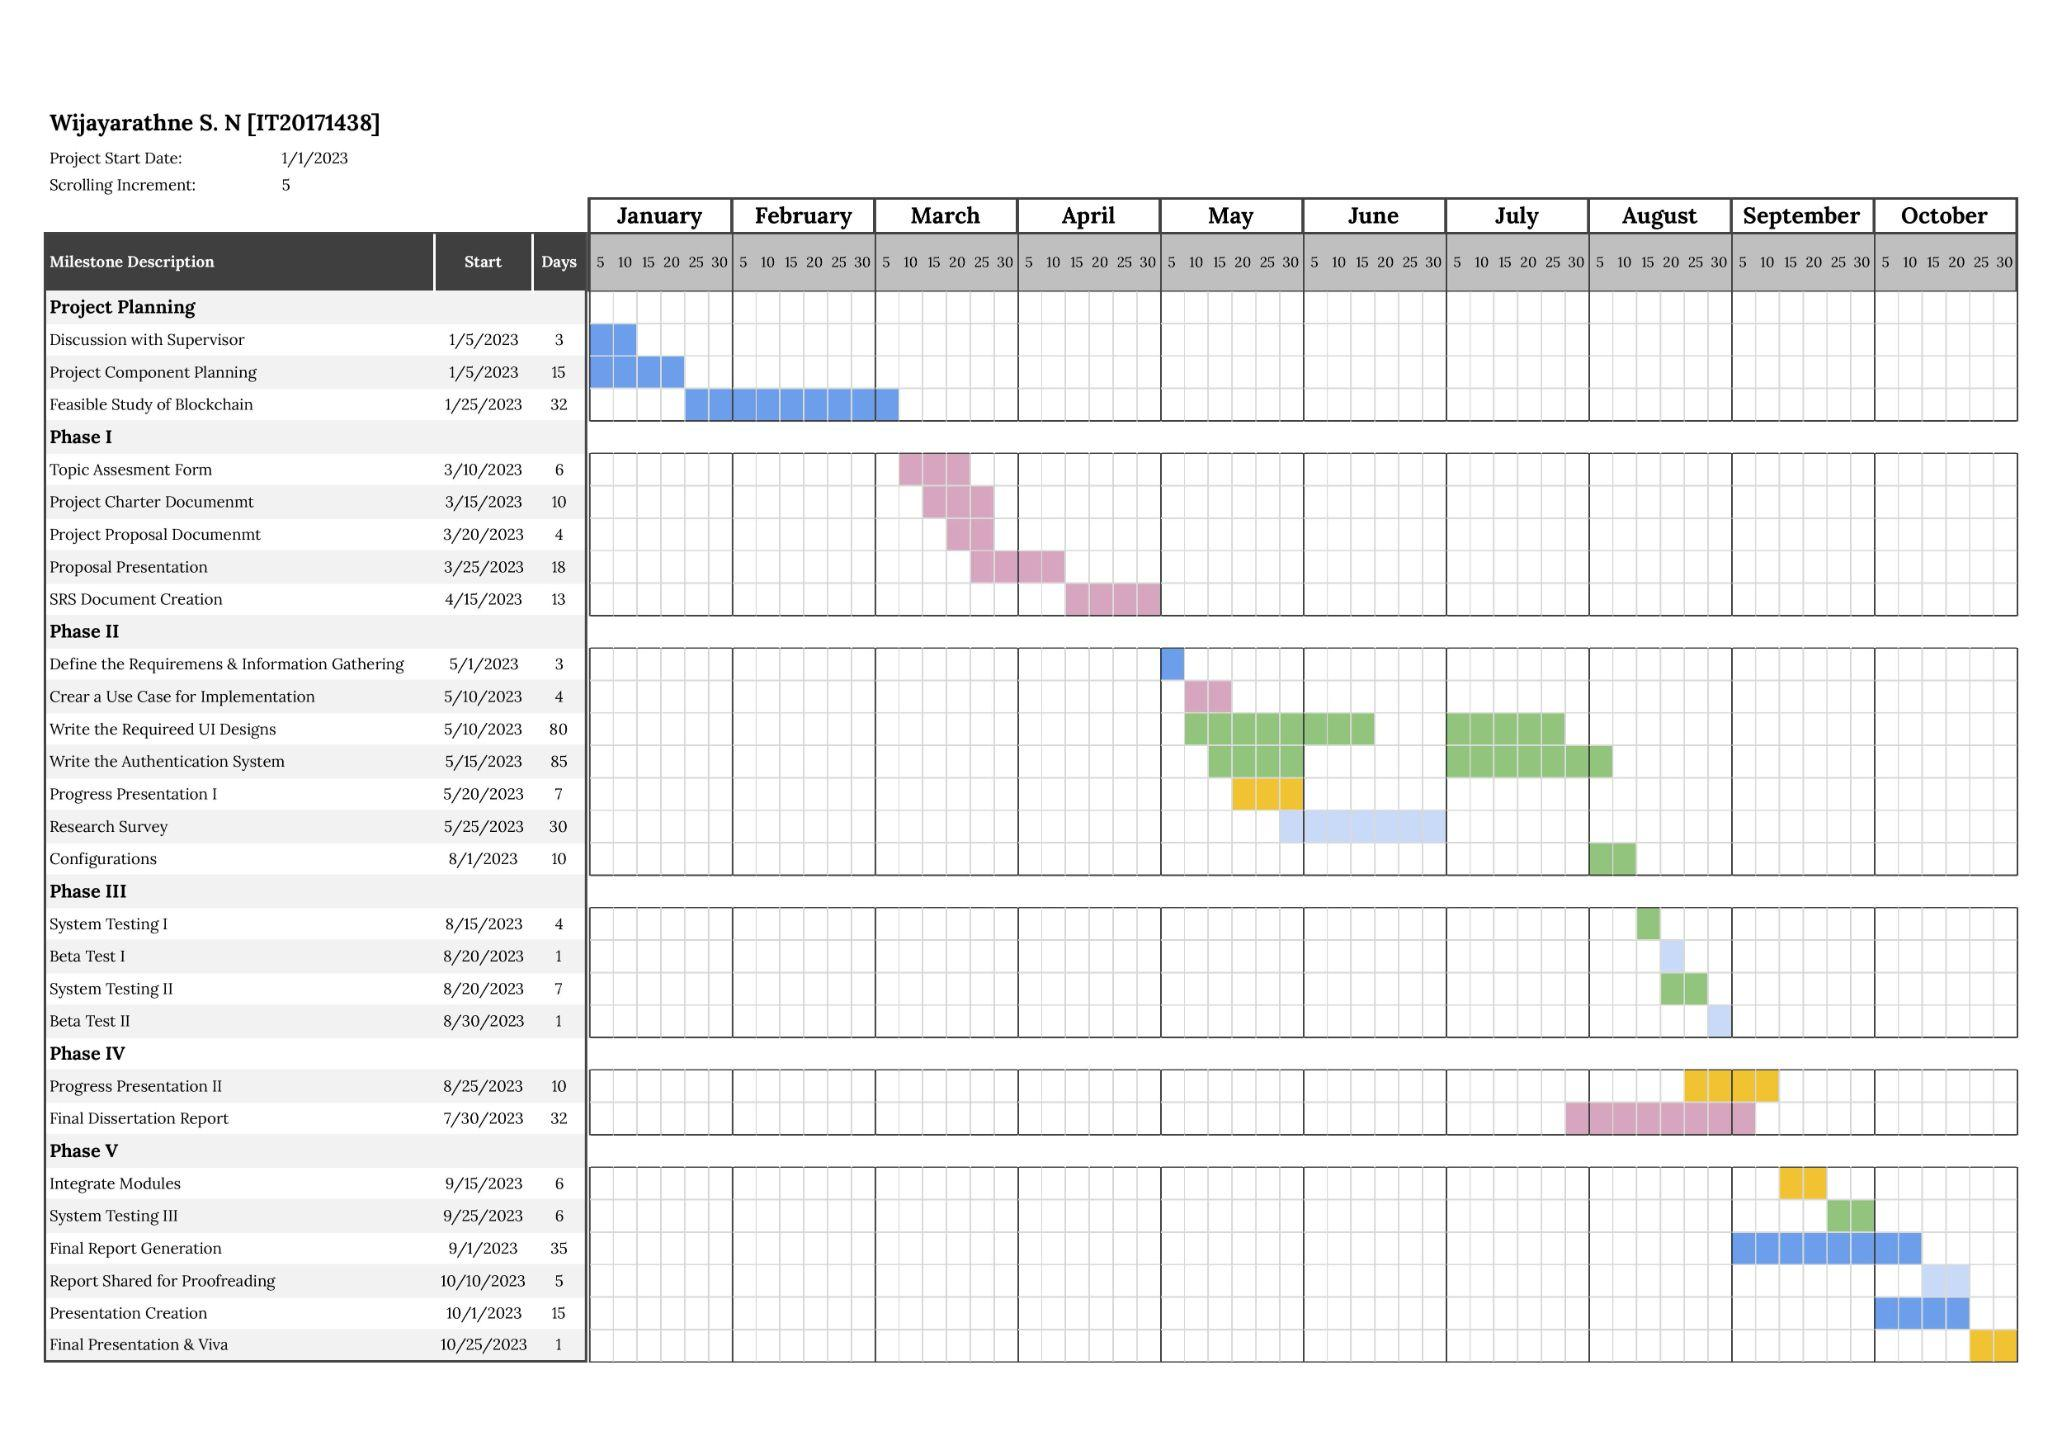 Wijayarathne S. N [IT20171438]
Project Start Date: 1/1/2023
Scrolling Increment: 5
January February March April May June July August September October
Milestone Description Start Days 5 10 15 20 25 30 5 10 15 20 25 30 5 10 15 20 25 30 5 10 15 20 25 30 5 10 15 20 25 30 5 10 15 20 25 30 5 10 15 20 25 30 5 10 15 20 25 30 5 10 15 20 25 30 5 10 15 20 25 30
Project Planning
Discussion with Supervisor 1/5/2023 3
Project Component Planning 1/5/2023 15
Feasible Study of Blockchain 1/25/2023 32
Phase I
Topic Assesment Form 3/10/2023 6
Project Charter Documenmt 3/15/2023 10
Project Proposal Documenmt 3/20/2023 4
Proposal Presentation 3/25/2023 18
SRS Document Creation 4/15/2023 13
Phase II
Define the Requiremens & Information Gathering 5/1/2023 3
Crear a Use Case for Implementation 5/10/2023 4
Write the Requireed UI Designs 5/10/2023 80
Write the Authentication System 5/15/2023 85
Progress Presentation I 5/20/2023 7
Research Survey 5/25/2023 30
Configurations 8/1/2023 10
Phase III
System Testing I 8/15/2023 4
Beta Test I 8/20/2023 1
System Testing II 8/20/2023 7
Beta Test II 8/30/2023 1
Phase IV
Progress Presentation II 8/25/2023 10
Final Dissertation Report 7/30/2023 32
Phase V
Integrate Modules 9/15/2023 6
System Testing III 9/25/2023 6
Final Report Generation 9/1/2023 35
Report Shared for Proofreading 10/10/2023 5
Presentation Creation 10/1/2023 15
Final Presentation & Viva 10/25/2023 1